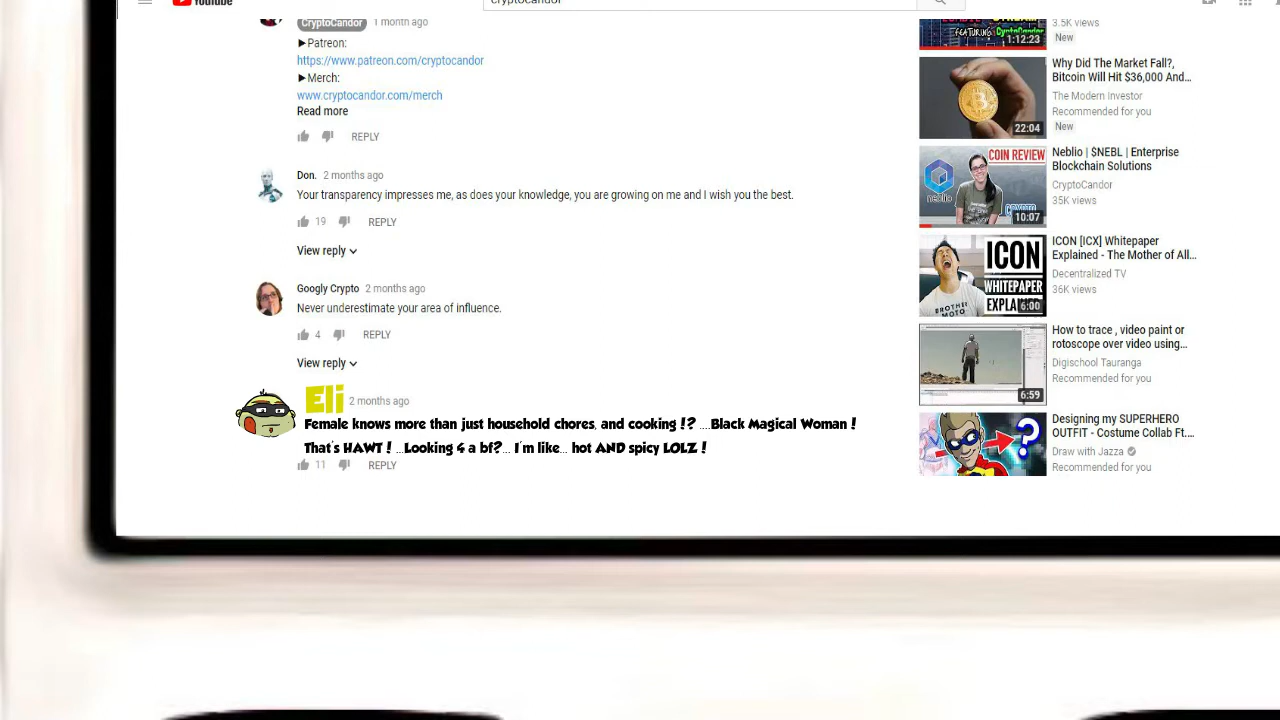 YouTube
cryptocandor
CryptoCandor 1 month ago
►Patreon:
https://www.patreon.com/cryptocandor
►Merch:
www.cryptocandor.com/merch
Read more
REPLY
Don. 2 months ago
Your transparency impresses me, as does your knowledge, you are growing on me and I wish you the best.
19 REPLY
View reply
Googly Crypto 2 months ago
Never underestimate your area of influence.
4 REPLY
View reply
Eli 2 months ago
Female knows more than just household chores, and cooking !? ....Black Magical Woman !
That's HAWT ! ...Looking 4 a bf?... I'm like... hot AND spicy LOLZ !
11 REPLY
FEATURING CryptoCandor
1:12:23
3.5K views
New
22:04
Why Did The Market Fall?,
Bitcoin Will Hit $36,000 And...
The Modern Investor
Recommended for you
New
COIN REVIEW
neblio
CRYPTO
10:07
Neblio | $NEBL | Enterprise
Blockchain Solutions
CryptoCandor
35K views
ICON
WHITEPAPER
EXPLAINED
BROTHER
MOTO
6:00
ICON [ICX] Whitepaper
Explained - The Mother of All...
Decentralized TV
36K views
6:59
How to trace , video paint or
rotoscope over video using...
Digischool Tauranga
Recommended for you
?
Designing my SUPERHERO
OUTFIT - Costume Collab Ft....
Draw with Jazza
Recommended for you